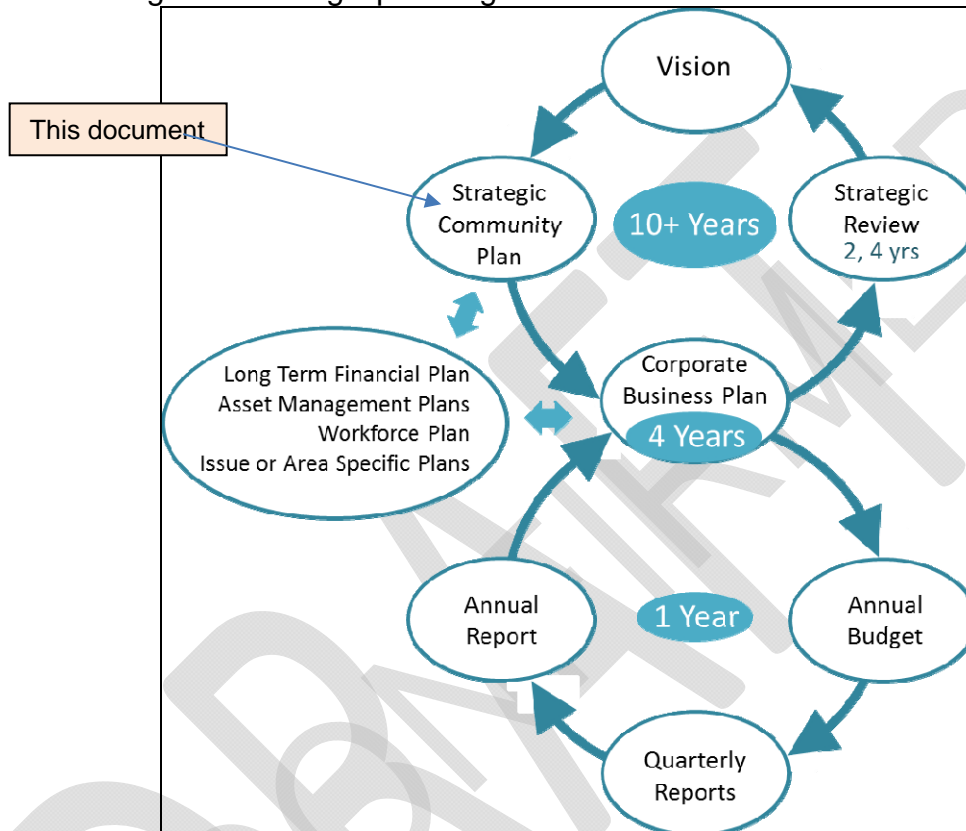 Vision
This document
Strategic
Community
Plan
10+ Years
Strategic
Review
2, 4 yrs
Long Term Financial Plan
Asset Management Plans
Workforce Plan
Issue or Area Specific Plans
Corporate
Business Plan
4 Years
Annual
Report
1 Year
Annual
Budget
Quarterly
Reports